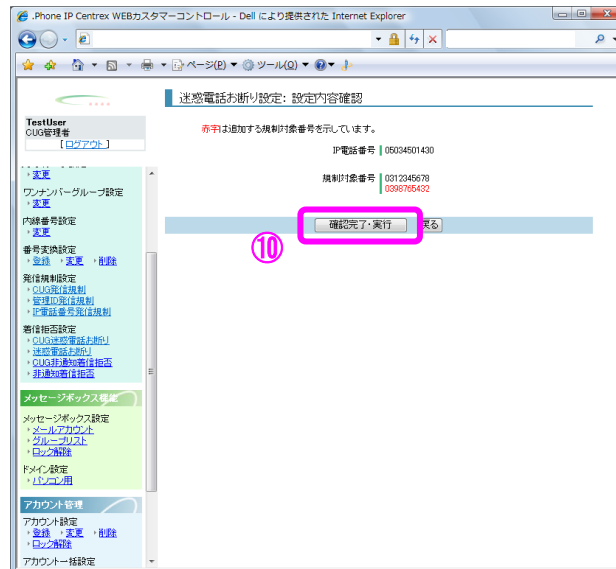 .Phone IP Centrex WEBカスタマーコントロール - Dell により提供された Internet Explorer
ページ(P) ツール(O)
迷惑電話お断り設定: 設定内容確認
TestUser
CUG管理者
[ログアウト]
赤字は追加する規制対象番号を示しています。
IP電話番号 05034501430
規制対象番号 0312345678
0398765432
確認完了・実行 戻る
⑩
変更
ワンナンバーグループ設定
変更
内線番号設定
変更
番号変換設定
登録 変更 削除
発信規制設定
CUG発信規制
管理ID発信規制
IP電話番号発信規制
着信拒否設定
CUG迷惑電話お断り
迷惑電話お断り
CUG非通知着信拒否
非通知着信拒否
メッセージボックス機能
メッセージボックス設定
メールアカウント
グループリスト
ロック解除
ドメイン設定
パソコン用
アカウント管理
アカウント設定
登録 変更 削除
ロック解除
アカウント一括設定